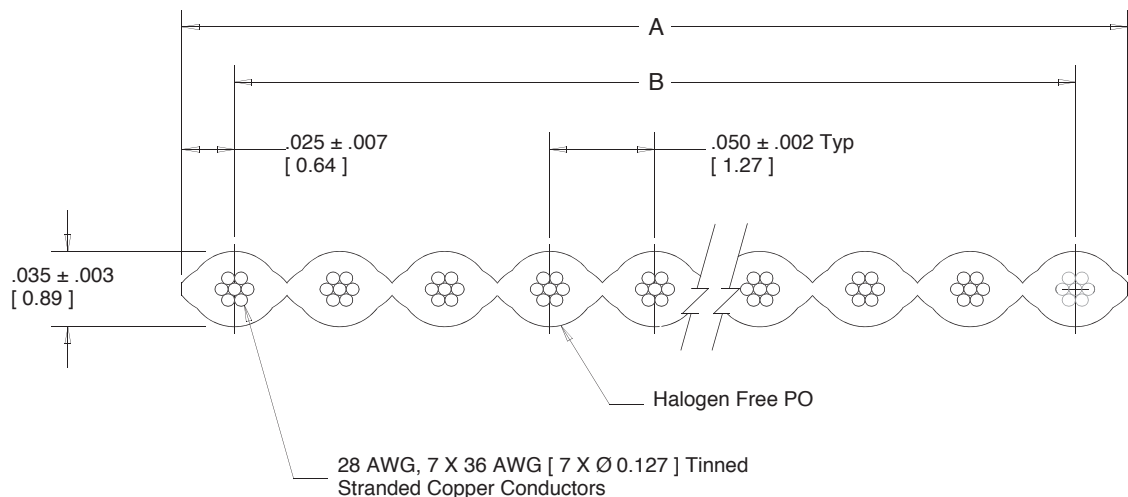 A
B
.025 ± .007
[ 0.64 ]
.050 ± .002 Typ
[ 1.27 ]
.035 ± .003
[ 0.89 ]
Halogen Free PO
28 AWG, 7 X 36 AWG [ 7 X Ø 0.127 ] Tinned
Stranded Copper Conductors